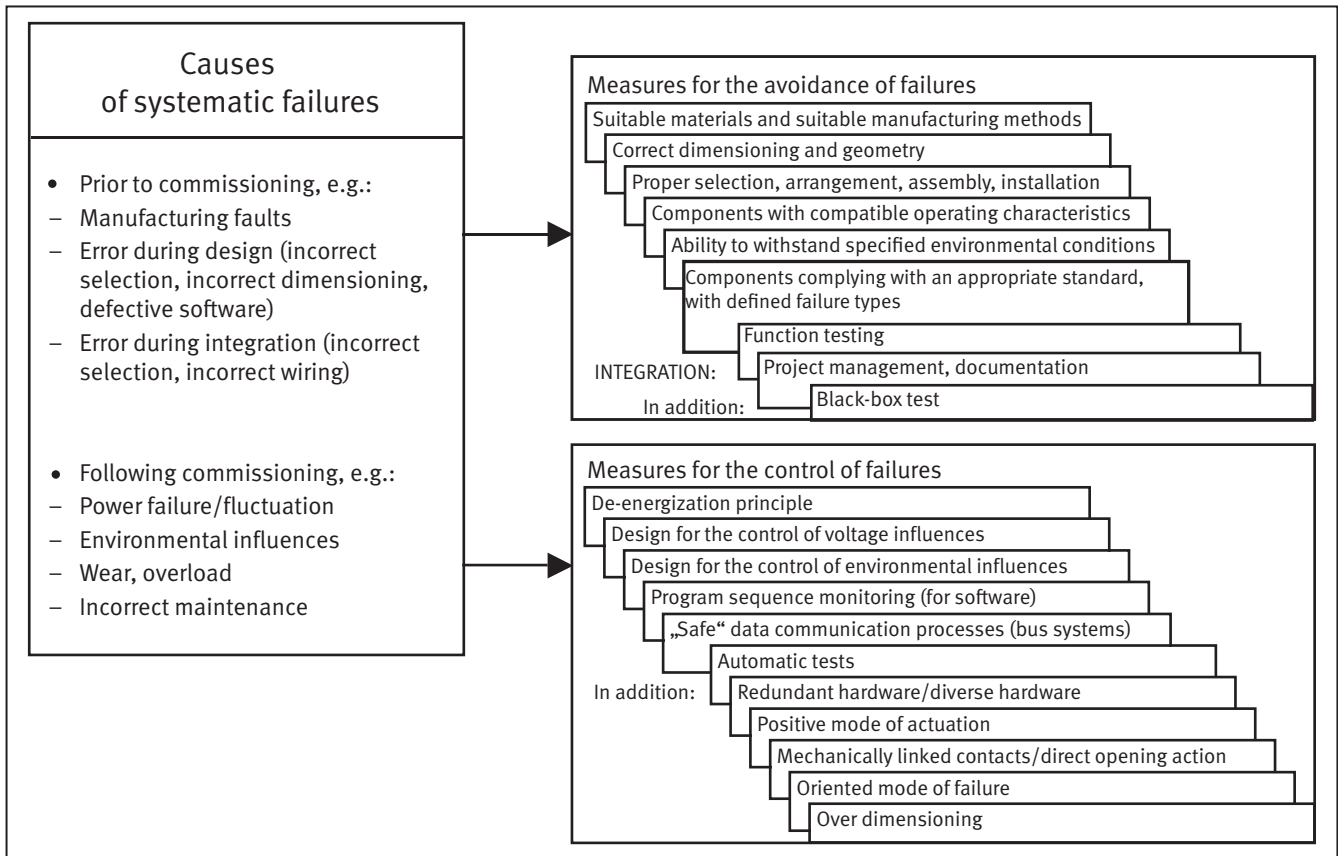 Causes
of systematic failures
• Prior to commissioning, e.g.:
– Manufacturing faults
– Error during design (incorrect
selection, incorrect dimensioning,
defective software)
– Error during integration (incorrect
selection, incorrect wiring)
• Following commissioning, e.g.:
– Power failure/fluctuation
– Environmental influences
– Wear, overload
– Incorrect maintenance
Measures for the avoidance of failures
Suitable materials and suitable manufacturing methods
Correct dimensioning and geometry
Proper selection, arrangement, assembly, installation
Components with compatible operating characteristics
Ability to withstand specified environmental conditions
Components complying with an appropriate standard,
with defined failure types
Function testing
INTEGRATION: Project management, documentation
In addition: Black-box test
Measures for the control of failures
De-energization principle
Design for the control of voltage influences
Design for the control of environmental influences
Program sequence monitoring (for software)
„Safe“ data communication processes (bus systems)
Automatic tests
In addition: Redundant hardware/diverse hardware
Positive mode of actuation
Mechanically linked contacts/direct opening action
Oriented mode of failure
Over dimensioning